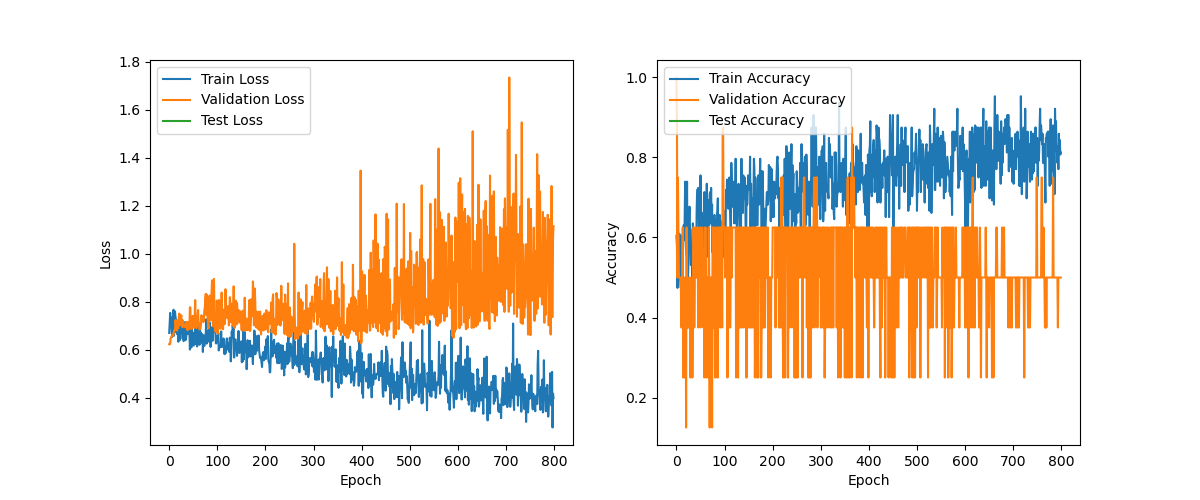 Train Loss
Validation Loss
Test Loss
1.8
1.6
1.4
1.2
1.0
0.8
0.6
0.4
Loss
0 100 200 300 400 500 600 700 800
Epoch
Train Accuracy
Validation Accuracy
Test Accuracy
1.0
0.8
0.6
0.4
0.2
Accuracy
0 100 200 300 400 500 600 700 800
Epoch